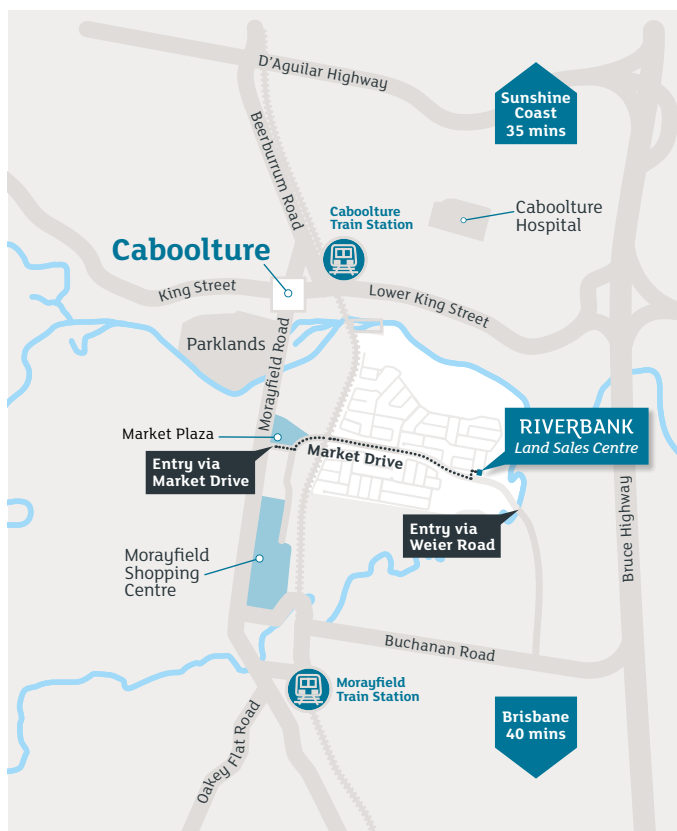 D'Aguilar Highway
Sunshine
Coast
35 mins
Beerburrum Road
Caboolture
Train Station
Caboolture
Hospital
Caboolture
King Street
Lower King Street
Parklands
Morayfield Road
Market Plaza
Entry via
Market Drive
Market Drive
RIVERBANK
Land Sales Centre
Entry via
Weier Road
Bruce Highway
Morayfield
Shopping
Centre
Buchanan Road
Morayfield
Train Station
Oakey Flat Road
Brisbane
40 mins